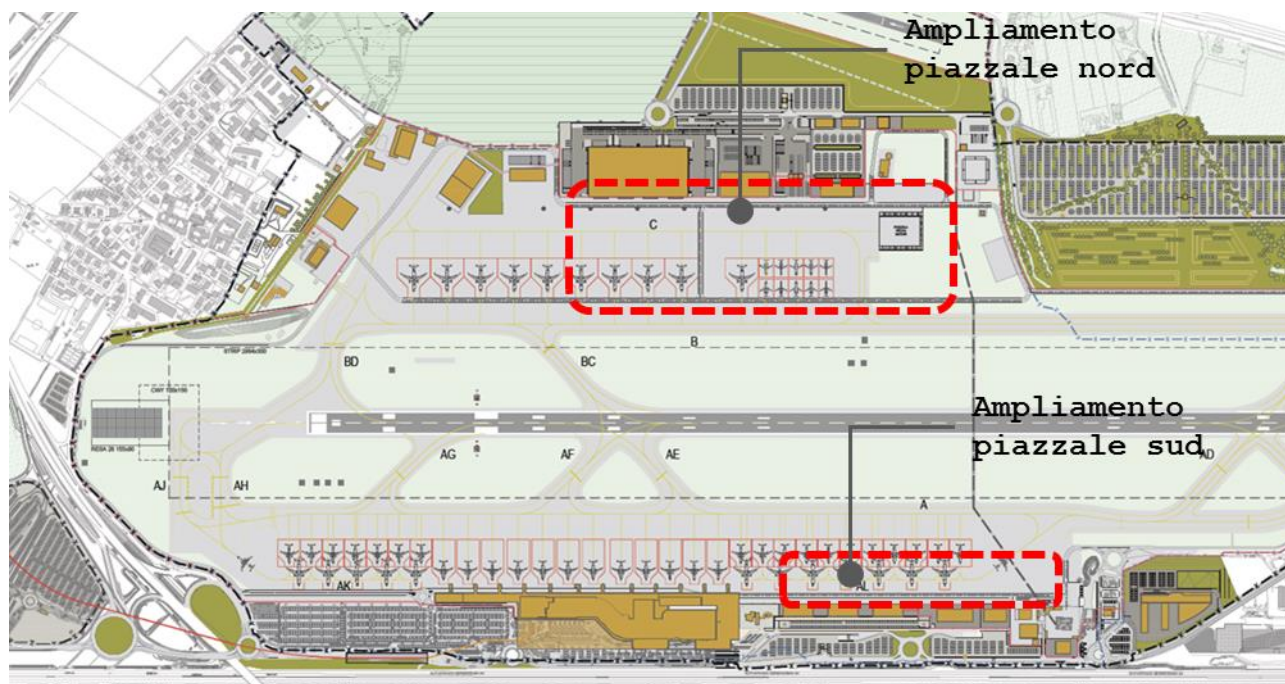 Ampliamento
piazzale nord
C
B
BD
BC
Ampliamento
piazzale sud
AG
AF
AE
AD
AJ
AH
A
AK
AL